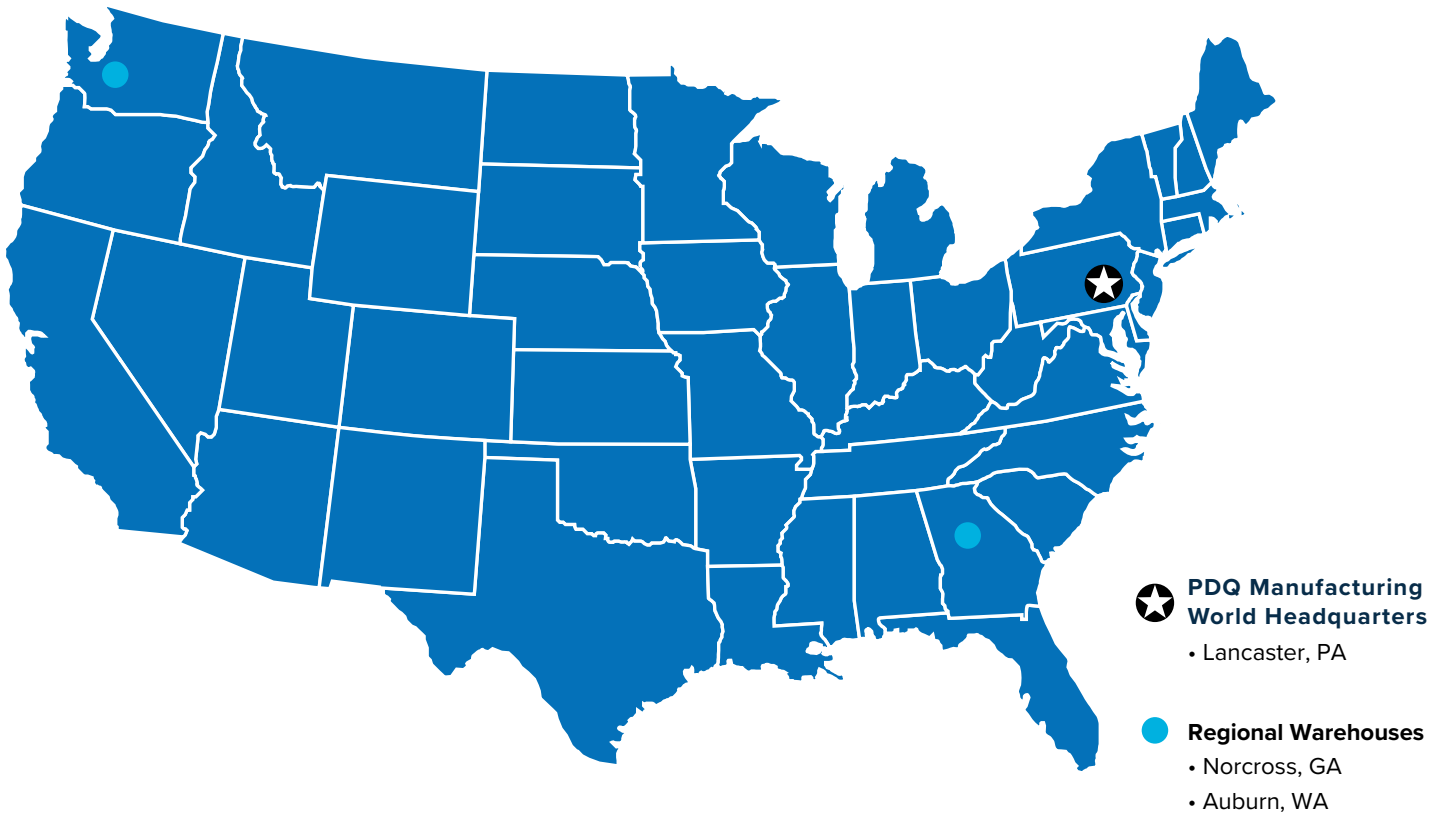 PDQ Manufacturing
World Headquarters
• Lancaster, PA
Regional Warehouses
• Norcross, GA
• Auburn, WA